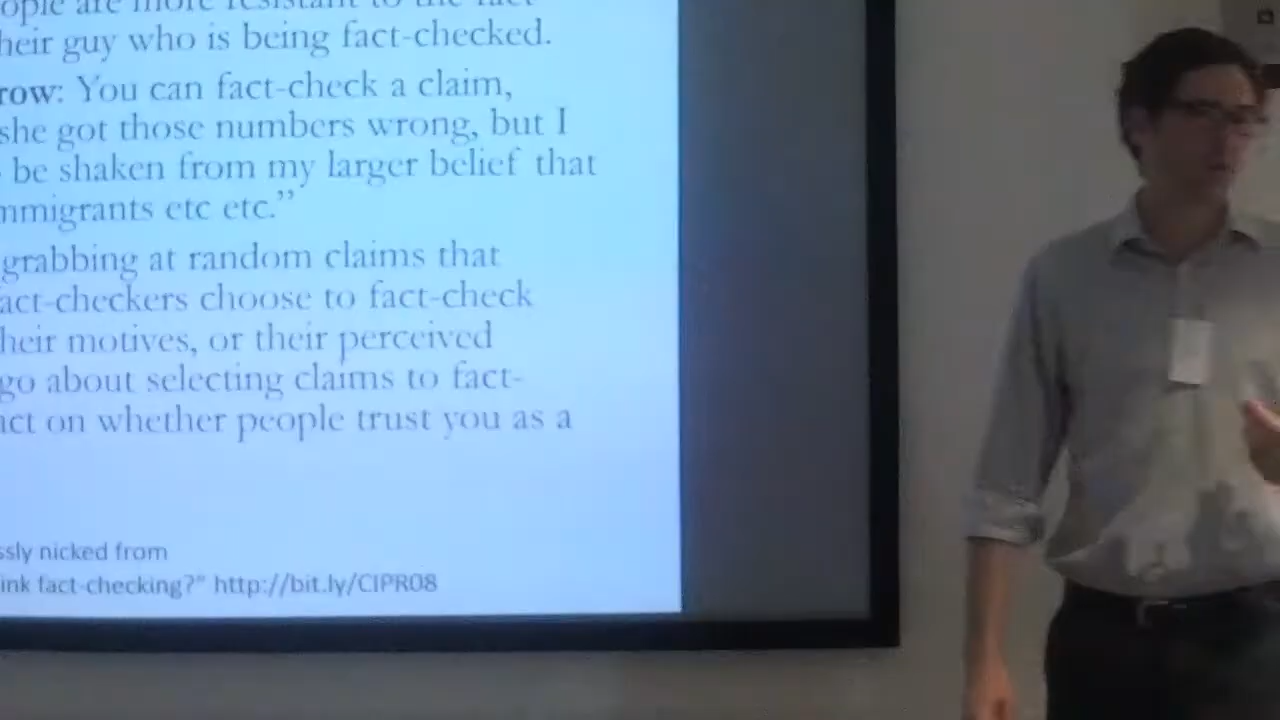 ople are more resistant to the fact
heir guy who is being fact-checked.
row: You can fact-check a claim,
she got those numbers wrong, but I
be shaken from my larger belief that
mmigrants etc etc.”
grabbing at random claims that
act-checkers choose to fact-check
heir motives, or their perceived
go about selecting claims to fact-
act on whether people trust you as a
ssly nicked from
ink fact-checking?” http://bit.ly/CIPR08